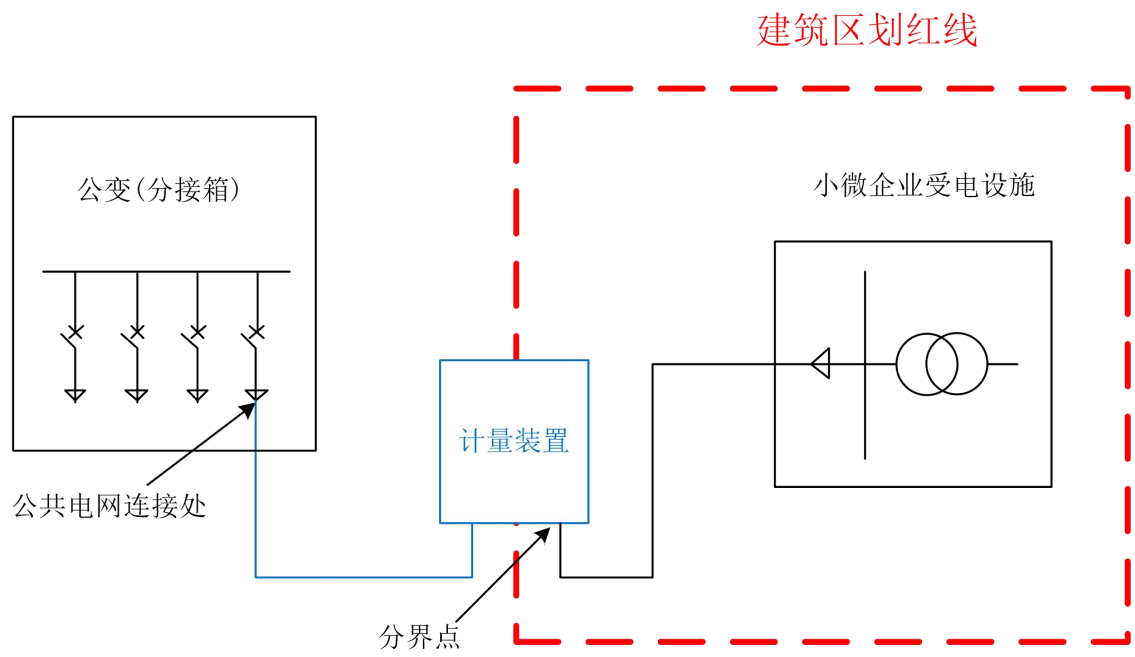 建筑区划红线
公变(分接箱)
小微企业受电设施
计量装置
公共电网连接处
分界点